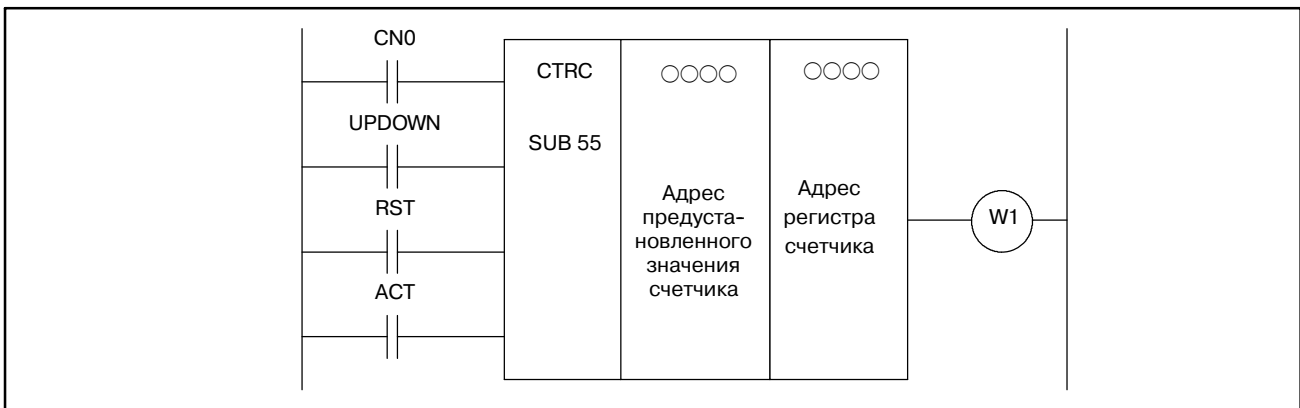 CN0
UPDOWN
RST
ACT
CTRC
SUB 55
○○○○
Адрес
предуста-
новленного
значения
счетчика
○○○○
Адрес
регистра
счетчика
W1